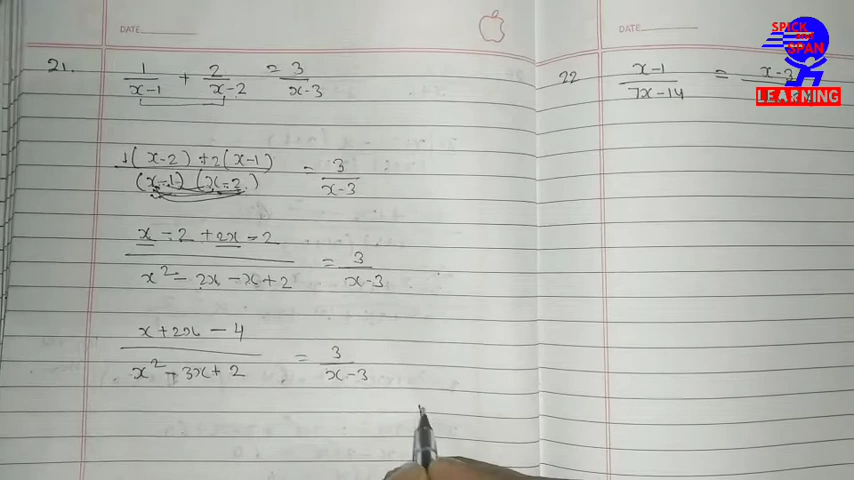 DATE
21. 1/(x-1) + 2/(x-2) = 3/(x-3)
1(x-2) + 2(x-1) / (x-1)(x-2) = 3/(x-3)
x - 2 + 2x - 2 / x² - 2x - x + 2 = 3/(x-3)
x + 2x - 4 / x² - 3x + 2 = 3/(x-3)
DATE
22 x-1 / 7x-14 = x-3
SPICK
and
SPAN
LEARNING